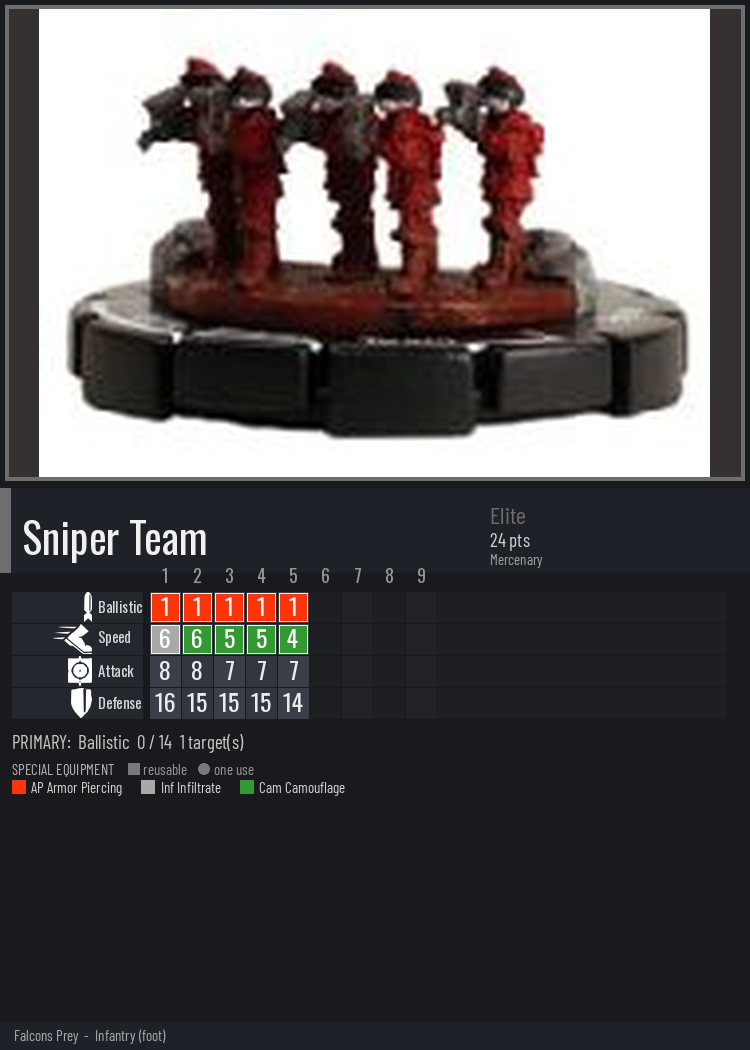 Sniper Team
Elite
24 pts
Mercenary
1 2 3 4 5 6 7 8 9
Ballistic 1 1 1 1 1
Speed 6 6 5 5 4
Attack 8 8 7 7 7
Defense 16 15 15 15 14
PRIMARY: Ballistic 0 / 14 1 target(s)
SPECIAL EQUIPMENT reusable one use
AP Armor Piercing Inf Infiltrate Cam Camouflage
Falcons Prey - Infantry (foot)